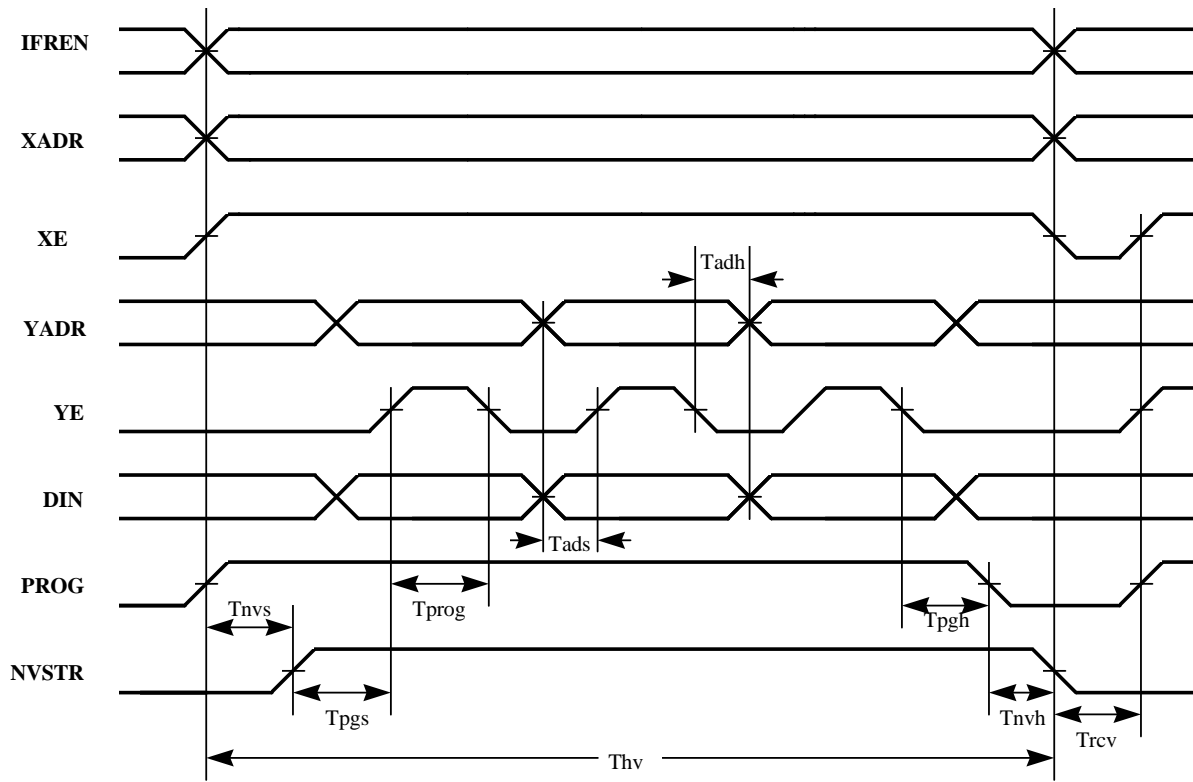 IFREN
XADR
XE
Tadh
YADR
YE
DIN
Tads
PROG
Tnvs
Tprog
Tpgh
NVSTR
Tpgs
Tnvh
Trcv
Thv